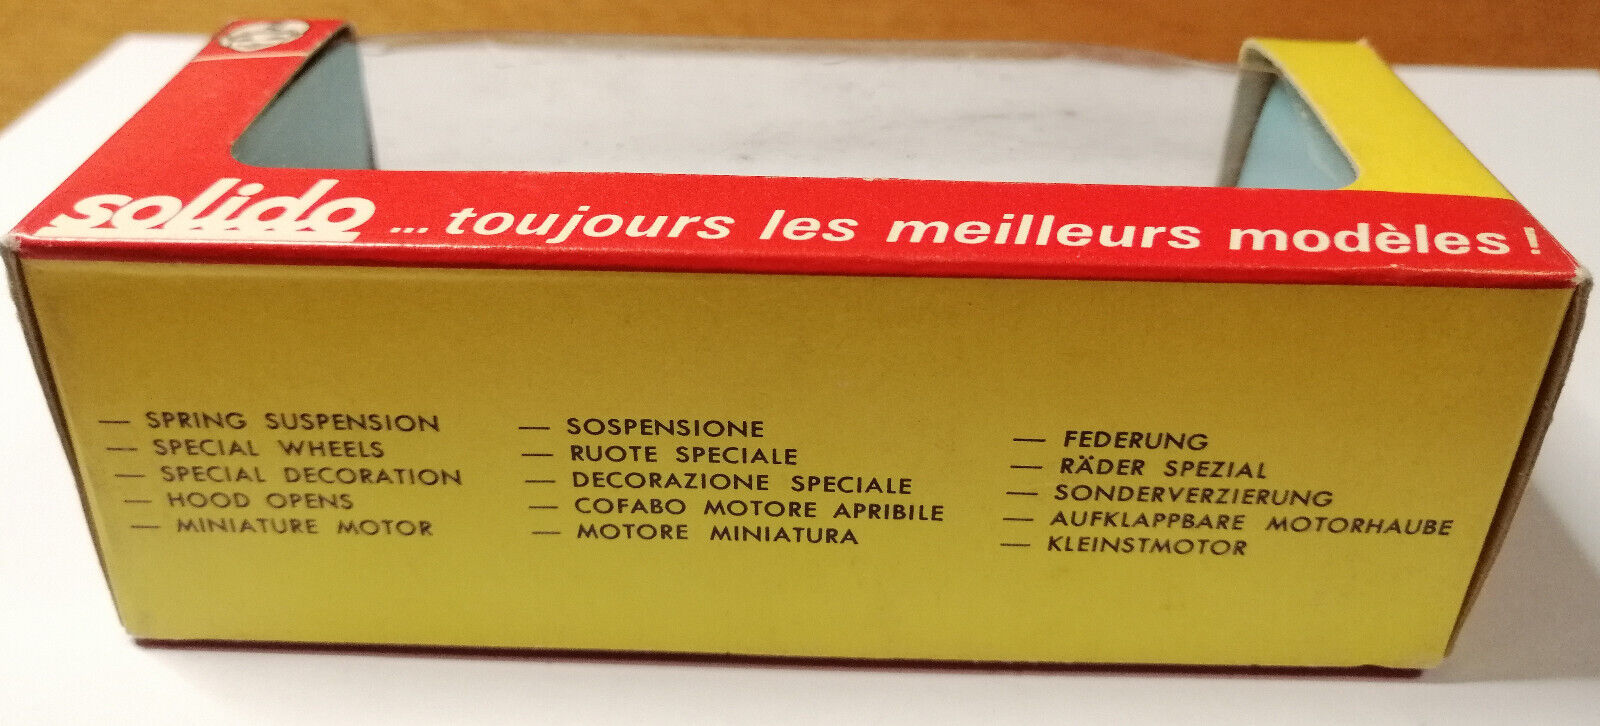 solido ... toujours les meilleurs modèles !
— SPRING SUSPENSION
— SPECIAL WHEELS
— SPECIAL DECORATION
— HOOD OPENS
— MINIATURE MOTOR
— SOSPENSIONE
— RUOTE SPECIALE
— DECORAZIONE SPECIALE
— COFABO MOTORE APRIBILE
— MOTORE MINIATURA
— FEDERUNG
— RÄDER SPEZIAL
— SONDERVERZIERUNG
— AUFKLAPPBARE MOTORHAUBE
— KLEINSTMOTOR